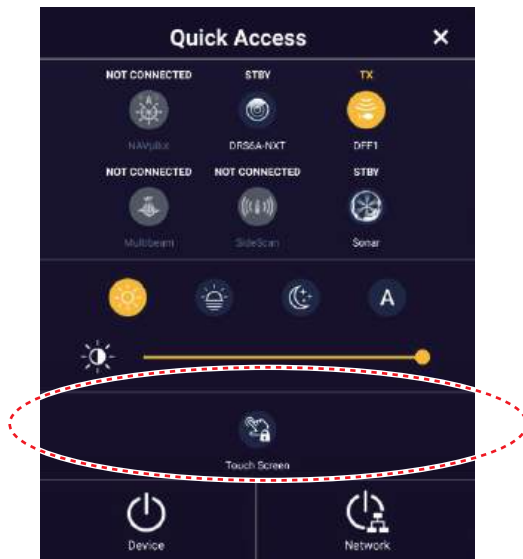 Quick Access
NOT CONNECTED STBY TX
NAVpilot DRS6A-NXT DFF1
NOT CONNECTED NOT CONNECTED STBY
Multibeam SideScan Sonar
A
Touch Screen
Device Network